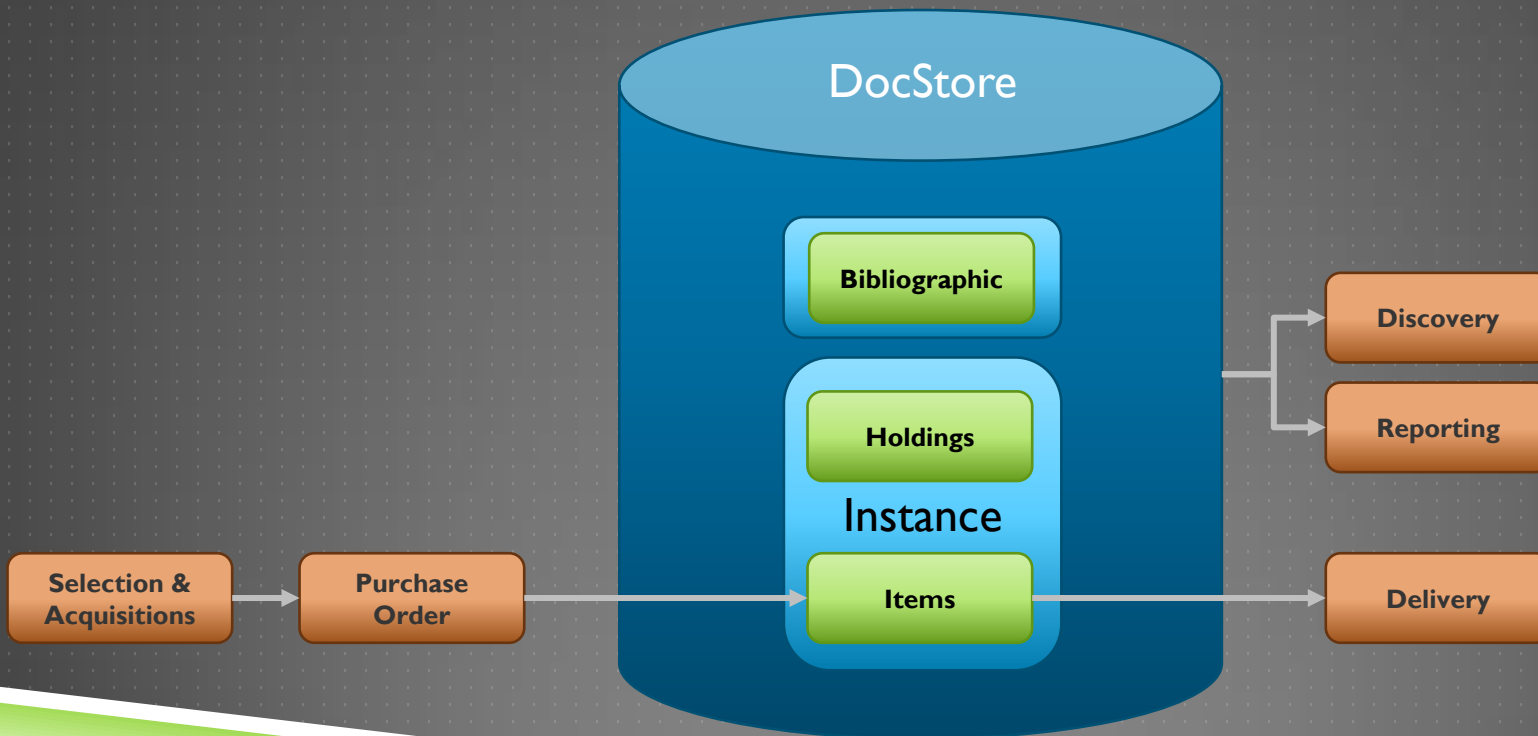 DocStore
Bibliographic
Discovery
Holdings
Reporting
Instance
Selection &
Acquisitions
Purchase
Order
Items
Delivery